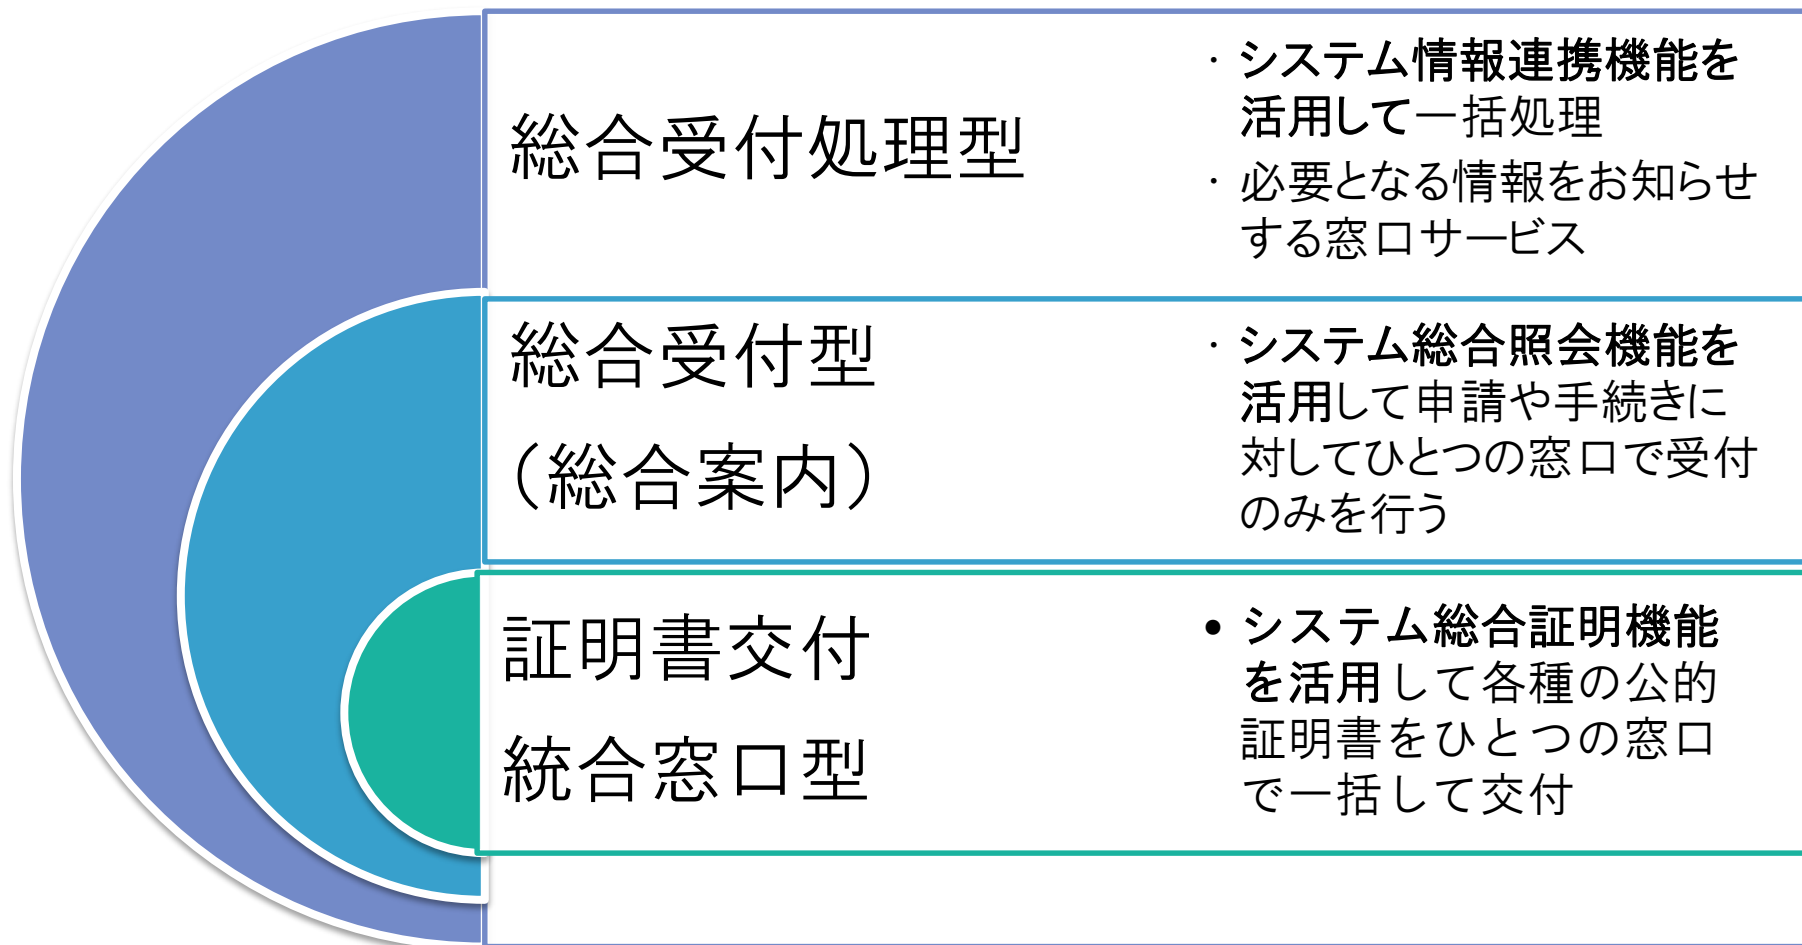 総合受付処理型
・システム情報連携機能を
活用して一括処理
・必要となる情報をお知らせ
する窓口サービス
総合受付型
（総合案内）
・システム総合照会機能を
活用して申請や手続きに
対してひとつの窓口で受付
のみを行う
証明書交付
統合窓口型
• システム総合証明機能
を活用して各種の公的
証明書をひとつの窓口
で一括して交付